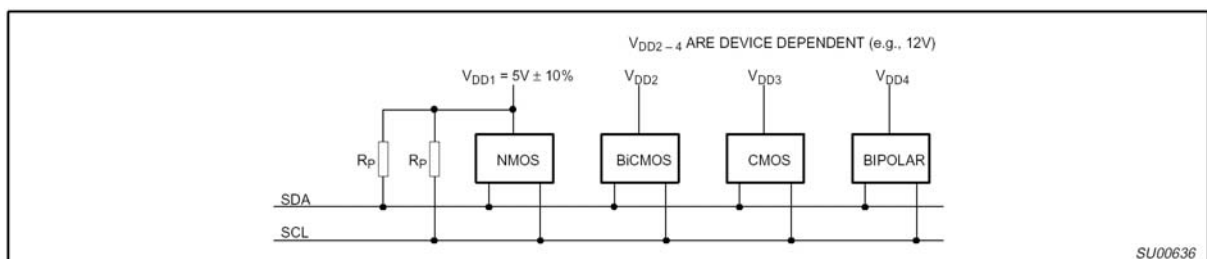 V_DD2 – 4 ARE DEVICE DEPENDENT (e.g., 12V)
V_DD1 = 5V ± 10% V_DD2 V_DD3 V_DD4
R_P R_P NMOS BiCMOS CMOS BIPOLAR
SDA
SCL
SU00636